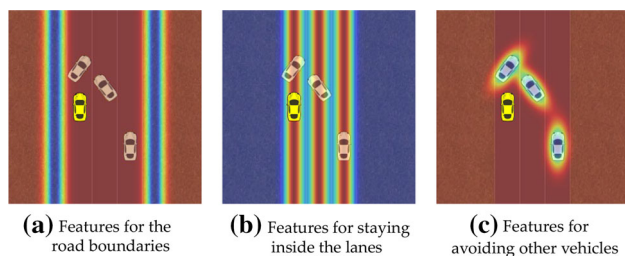 (a) Features for the
road boundaries
(b) Features for staying
inside the lanes
(c) Features for
avoiding other vehicles